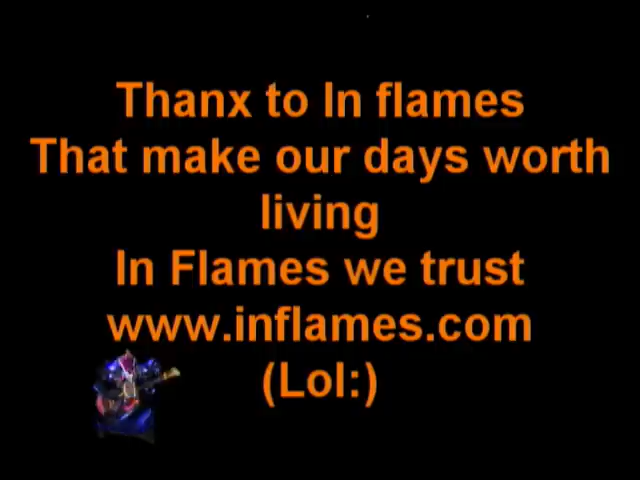 Thanx to In flames
That make our days worth
living
In Flames we trust
www.inflames.com
(Lol:)